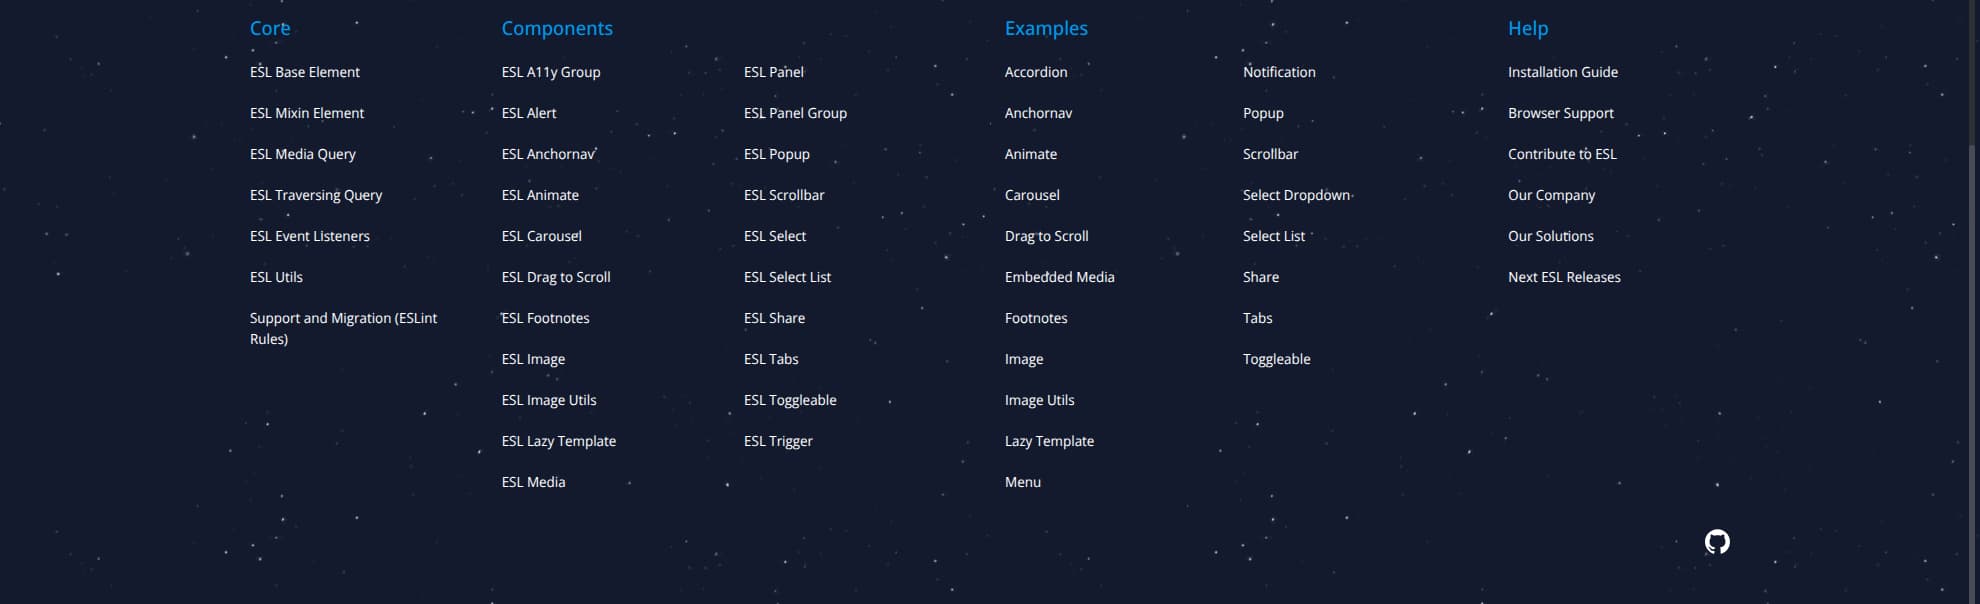 Core
ESL Base Element
ESL Mixin Element
ESL Media Query
ESL Traversing Query
ESL Event Listeners
ESL Utils
Support and Migration (ESLint
Rules)
Components
ESL A11y Group
ESL Alert
ESL Anchornav
ESL Animate
ESL Carousel
ESL Drag to Scroll
ESL Footnotes
ESL Image
ESL Image Utils
ESL Lazy Template
ESL Media
ESL Panel
ESL Panel Group
ESL Popup
ESL Scrollbar
ESL Select
ESL Select List
ESL Share
ESL Tabs
ESL Toggleable
ESL Trigger
Examples
Accordion
Anchornav
Animate
Carousel
Drag to Scroll
Embedded Media
Footnotes
Image
Image Utils
Lazy Template
Menu
Notification
Popup
Scrollbar
Select Dropdown
Select List
Share
Tabs
Toggleable
Help
Installation Guide
Browser Support
Contribute to ESL
Our Company
Our Solutions
Next ESL Releases